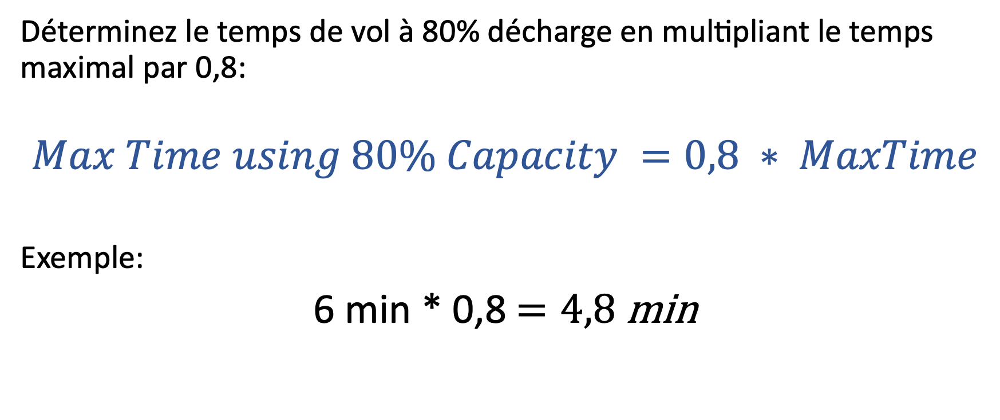 Déterminez le temps de vol à 80% décharge en multipliant le temps
maximal par 0,8:
Max Time using 80% Capacity = 0,8 * MaxTime
Exemple:
6 min * 0,8 = 4,8 min